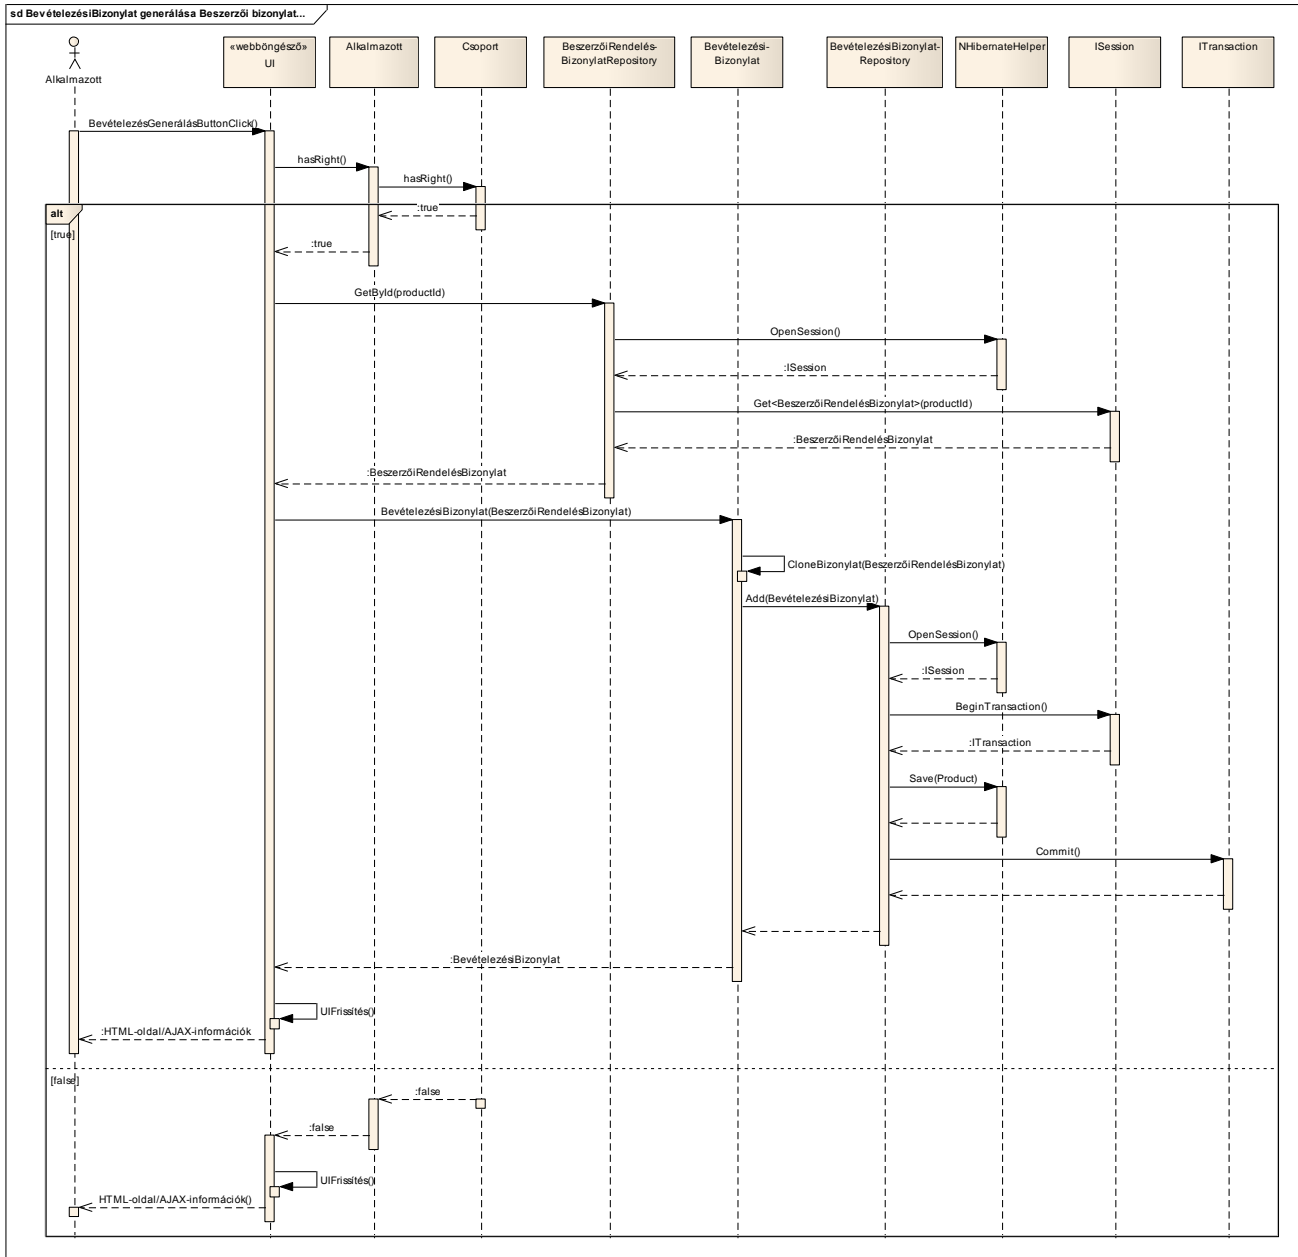 sd BevételezésiBizonylat generálása Beszerzői bizonylat...
Alkalmazott
«webböngésző»
UI
Alkalmazott
Csoport
BeszerzőiRendelés-
BizonylatRepository
Bevételezési-
Bizonylat
BevételezésiBizonylat-
Repository
NHibernateHelper
ISession
ITransaction
BevételezésGenerálásButtonClick()
hasRight()
hasRight()
alt
:true
[true]
:true
GetById(productId)
OpenSession()
:ISession
Get<BeszerzőiRendelésBizonylat>(productId)
:BeszerzőiRendelésBizonylat
:BeszerzőiRendelésBizonylat
BevételezésiBizonylat(BeszerzőiRendelésBizonylat)
CloneBizonylat(BeszerzőiRendelésBizonylat)
Add(BevételezésiBizonylat)
OpenSession()
:ISession
BeginTransaction()
:ITransaction
Save(Product)
Commit()
:BevételezésiBizonylat
UIFrissítés()
:HTML-oldal/AJAX-információk
[false]
:false
:false
UIFrissítés()
HTML-oldal/AJAX-információk()